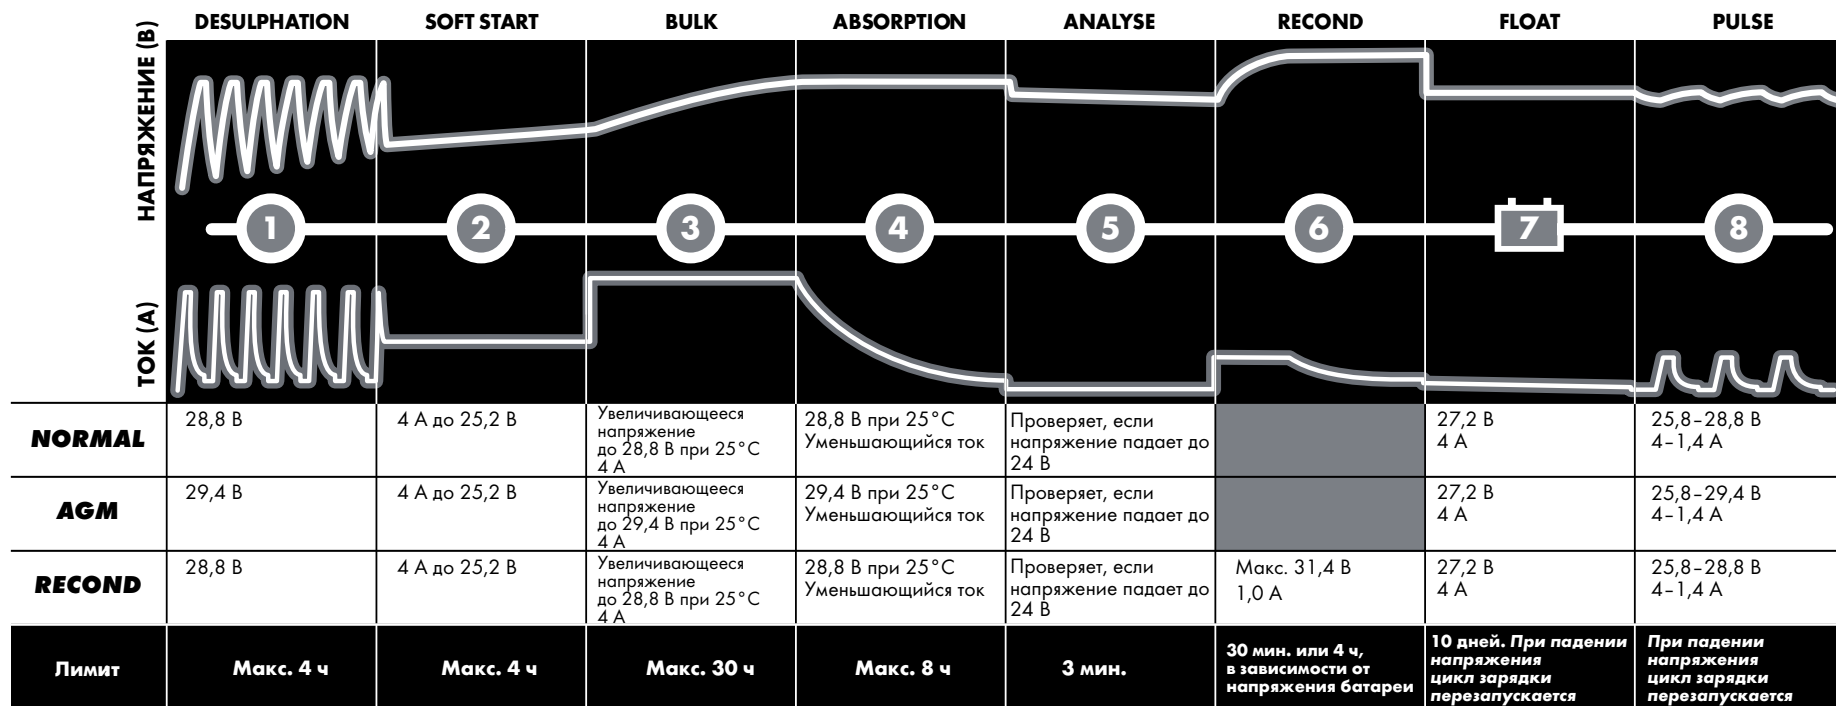 DESULPHATION SOFT START BULK ABSORPTION ANALYSE RECOND FLOAT PULSE
НАПРЯЖЕНИЕ (В)
1 2 3 4 5 6 7 8
ТОК (А)
NORMAL
28,8 В
4 А до 25,2 В
Увеличивающееся
напряжение
до 28,8 В при 25°C
4 А
28,8 В при 25°C
Уменьшающийся ток
Проверяет, если
напряжение падает до
24 В
27,2 В
4 А
25,8–28,8 В
4–1,4 А
AGM
29,4 В
4 А до 25,2 В
Увеличивающееся
напряжение
до 29,4 В при 25°C
4 А
29,4 В при 25°C
Уменьшающийся ток
Проверяет, если
напряжение падает до
24 В
27,2 В
4 А
25,8–29,4 В
4–1,4 А
RECOND
28,8 В
4 А до 25,2 В
Увеличивающееся
напряжение
до 28,8 В при 25°C
4 А
28,8 В при 25°C
Уменьшающийся ток
Проверяет, если
напряжение падает до
24 В
Макс. 31,4 В
1,0 А
27,2 В
4 А
25,8–28,8 В
4–1,4 А
Лимит
Макс. 4 ч
Макс. 4 ч
Макс. 30 ч
Макс. 8 ч
3 мин.
30 мин. или 4 ч,
в зависимости от
напряжения батареи
10 дней. При падении
напряжения
цикл зарядки
перезапускается
При падении
напряжения
цикл зарядки
перезапускается